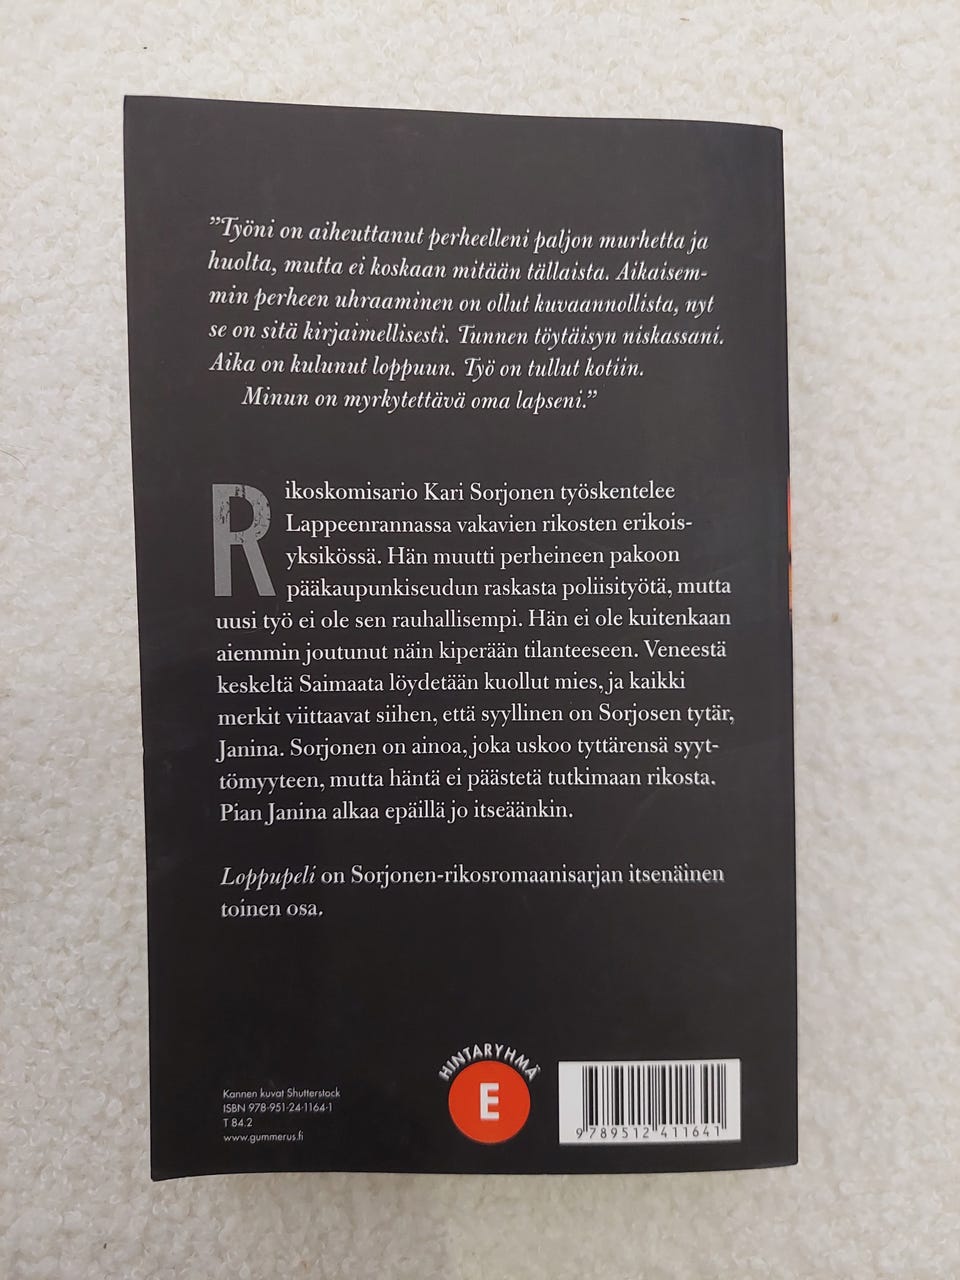 ”Työni on aiheuttanut perheelleni paljon murhetta ja
huolta, mutta ei koskaan mitään tällaista. Aikaisem-
min perheen uhraaminen on ollut kuvaannollista, nyt
se on sitä kirjaimellisesti. Tunnen töytäisyn niskassani.
Aika on kulunut loppuun. Työ on tullut kotiin.
Minun on myrkytettävä oma lapseni.”
Rikoskomisario Kari Sorjonen työskentelee
Lappeenrannassa vakavien rikosten erikois-
yksikössä. Hän muutti perheineen pakoon
pääkaupunkiseudun raskasta poliisityötä, mutta
uusi työ ei ole sen rauhallisempi. Hän ei ole kuitenkaan
aiemmin joutunut näin kiperään tilanteeseen. Veneestä
keskeltä Saimaata löydetään kuollut mies, ja kaikki
merkit viittaavat siihen, että syyllinen on Sorjosen tytär,
Janina. Sorjonen on ainoa, joka uskoo tyttärensä syyt-
tömyyteen, mutta häntä ei päästetä tutkimaan rikosta.
Pian Janina alkaa epäillä jo itseäänkin.
Loppupeli on Sorjonen-rikosromaanisarjan itsenäinen
toinen osa.
HINTARYHMÄ
E
Kannen kuvat Shutterstock
ISBN 978-951-24-1164-1
T 84.2
www.gummerus.fi
9 789512 411641